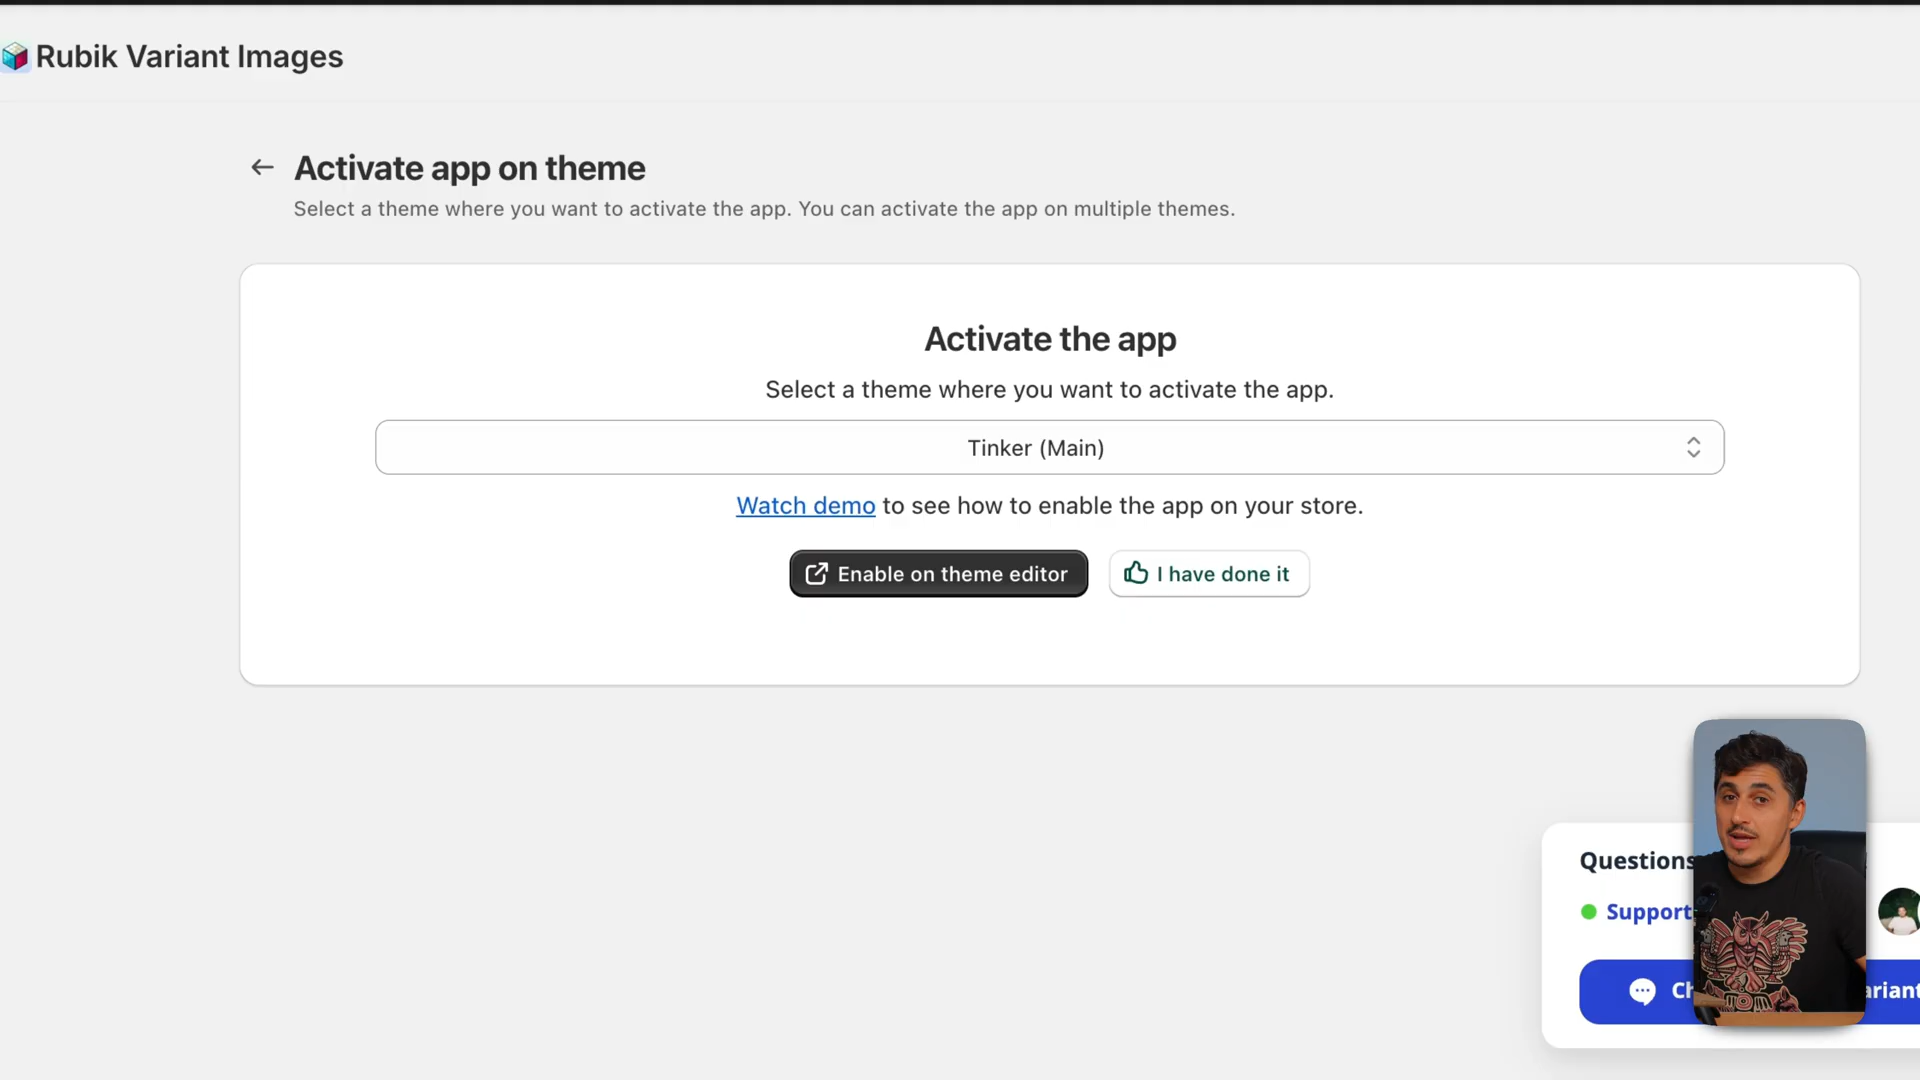 Rubik Variant Images
Activate app on theme
Select a theme where you want to activate the app. You can activate the app on multiple themes.
Activate the app
Select a theme where you want to activate the app.
Tinker (Main)
Watch demo to see how to enable the app on your store.
Enable on theme editor
I have done it
Questions
Support